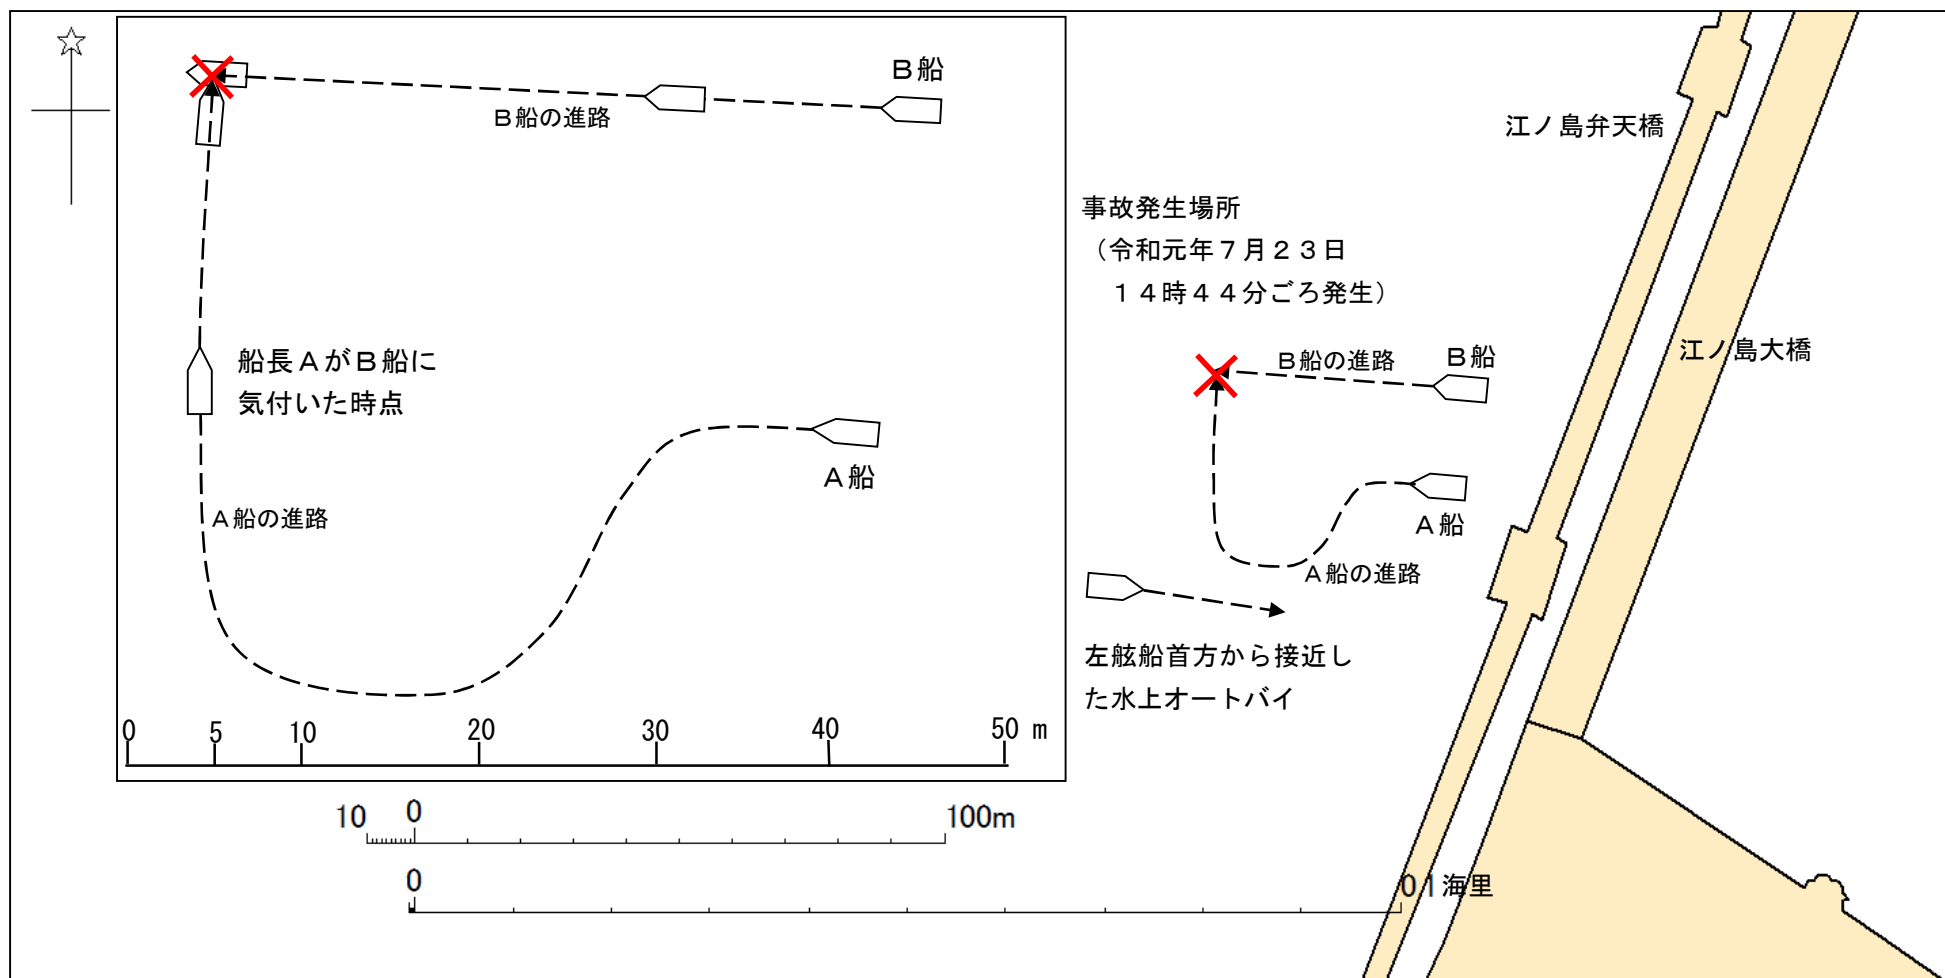 B船
B船の進路
船長AがB船に
気付いた時点
A船
A船の進路
0 5 10 20 30 40 50 m
10 0 100m
0 0 1海里
江ノ島弁天橋
事故発生場所
（令和元年7月23日
14時44分ごろ発生）
江ノ島大橋
B船
B船の進路
A船
A船の進路
左舷船首方から接近し
た水上オートバイ